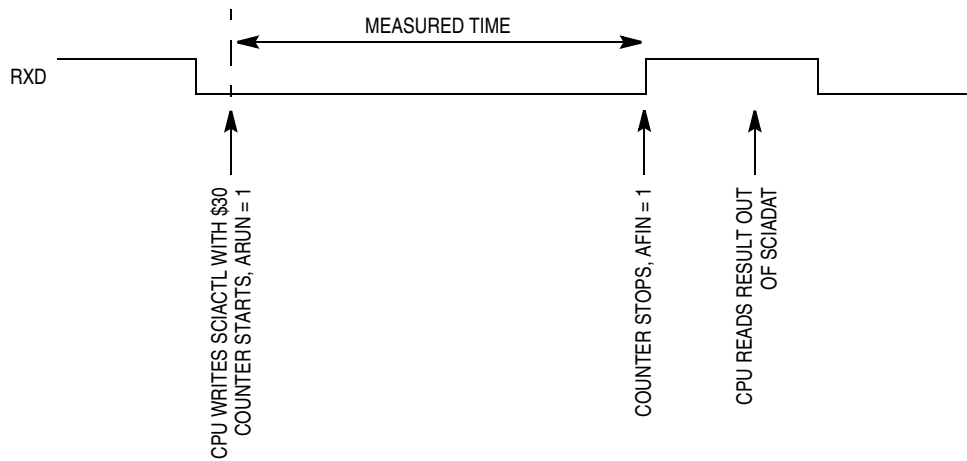 MEASURED TIME
RXD
CPU WRITES SCIACTL WITH $30
COUNTER STARTS, ARUN = 1
COUNTER STOPS, AFIN = 1
CPU READS RESULT OUT
OF SCIADAT